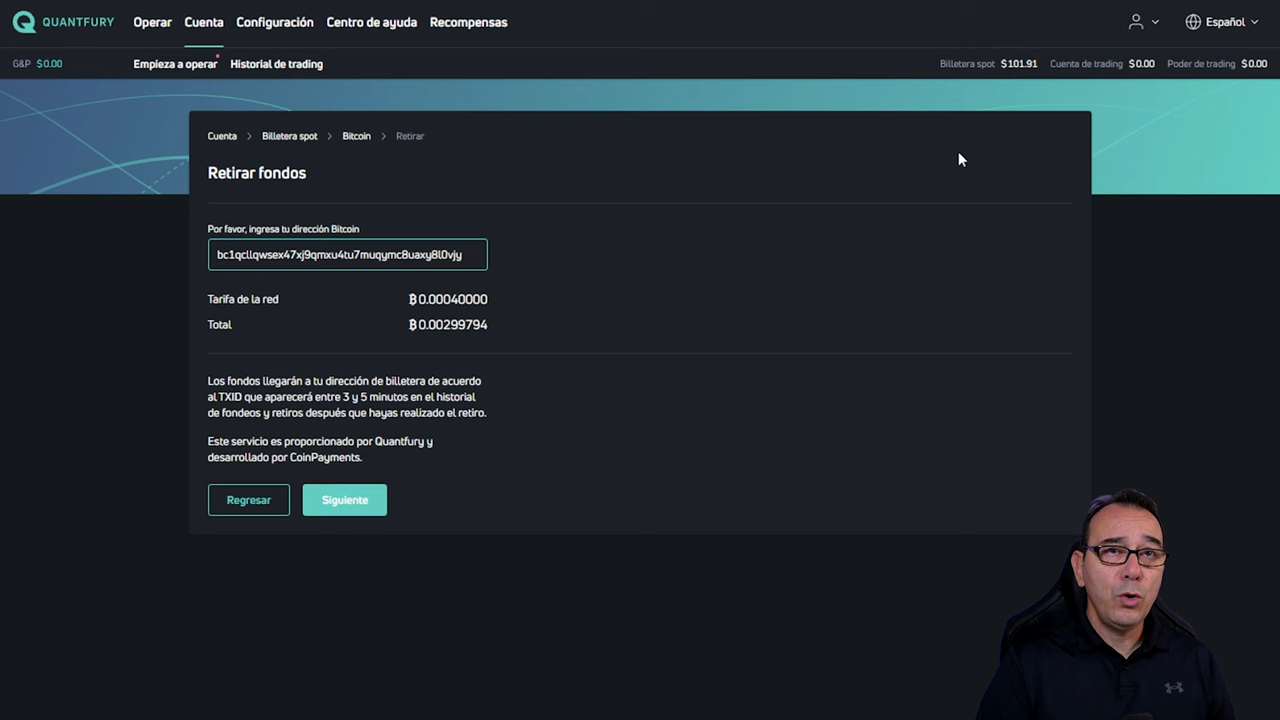 QUANTFURY Operar Cuenta Configuración Centro de ayuda Recompensas Español
G&P $0.00 Empieza a operar Historial de trading Billetera spot $101.91 Cuenta de trading $0.00 Poder de trading $0.00
Cuenta > Billetera spot > Bitcoin > Retirar
Retirar fondos
Por favor, ingresa tu dirección Bitcoin
bc1qcllqwsex47xj9qmxu4tu7muqymc8uaxy8l0vjy
Tarifa de la red ₿0.00040000
Total ₿0.00299794
Los fondos llegarán a tu dirección de billetera de acuerdo
al TXID que aparecerá entre 3 y 5 minutos en el historial
de fondeos y retiros después que hayas realizado el retiro.
Este servicio es proporcionado por Quantfury y
desarrollado por CoinPayments.
Regresar Siguiente